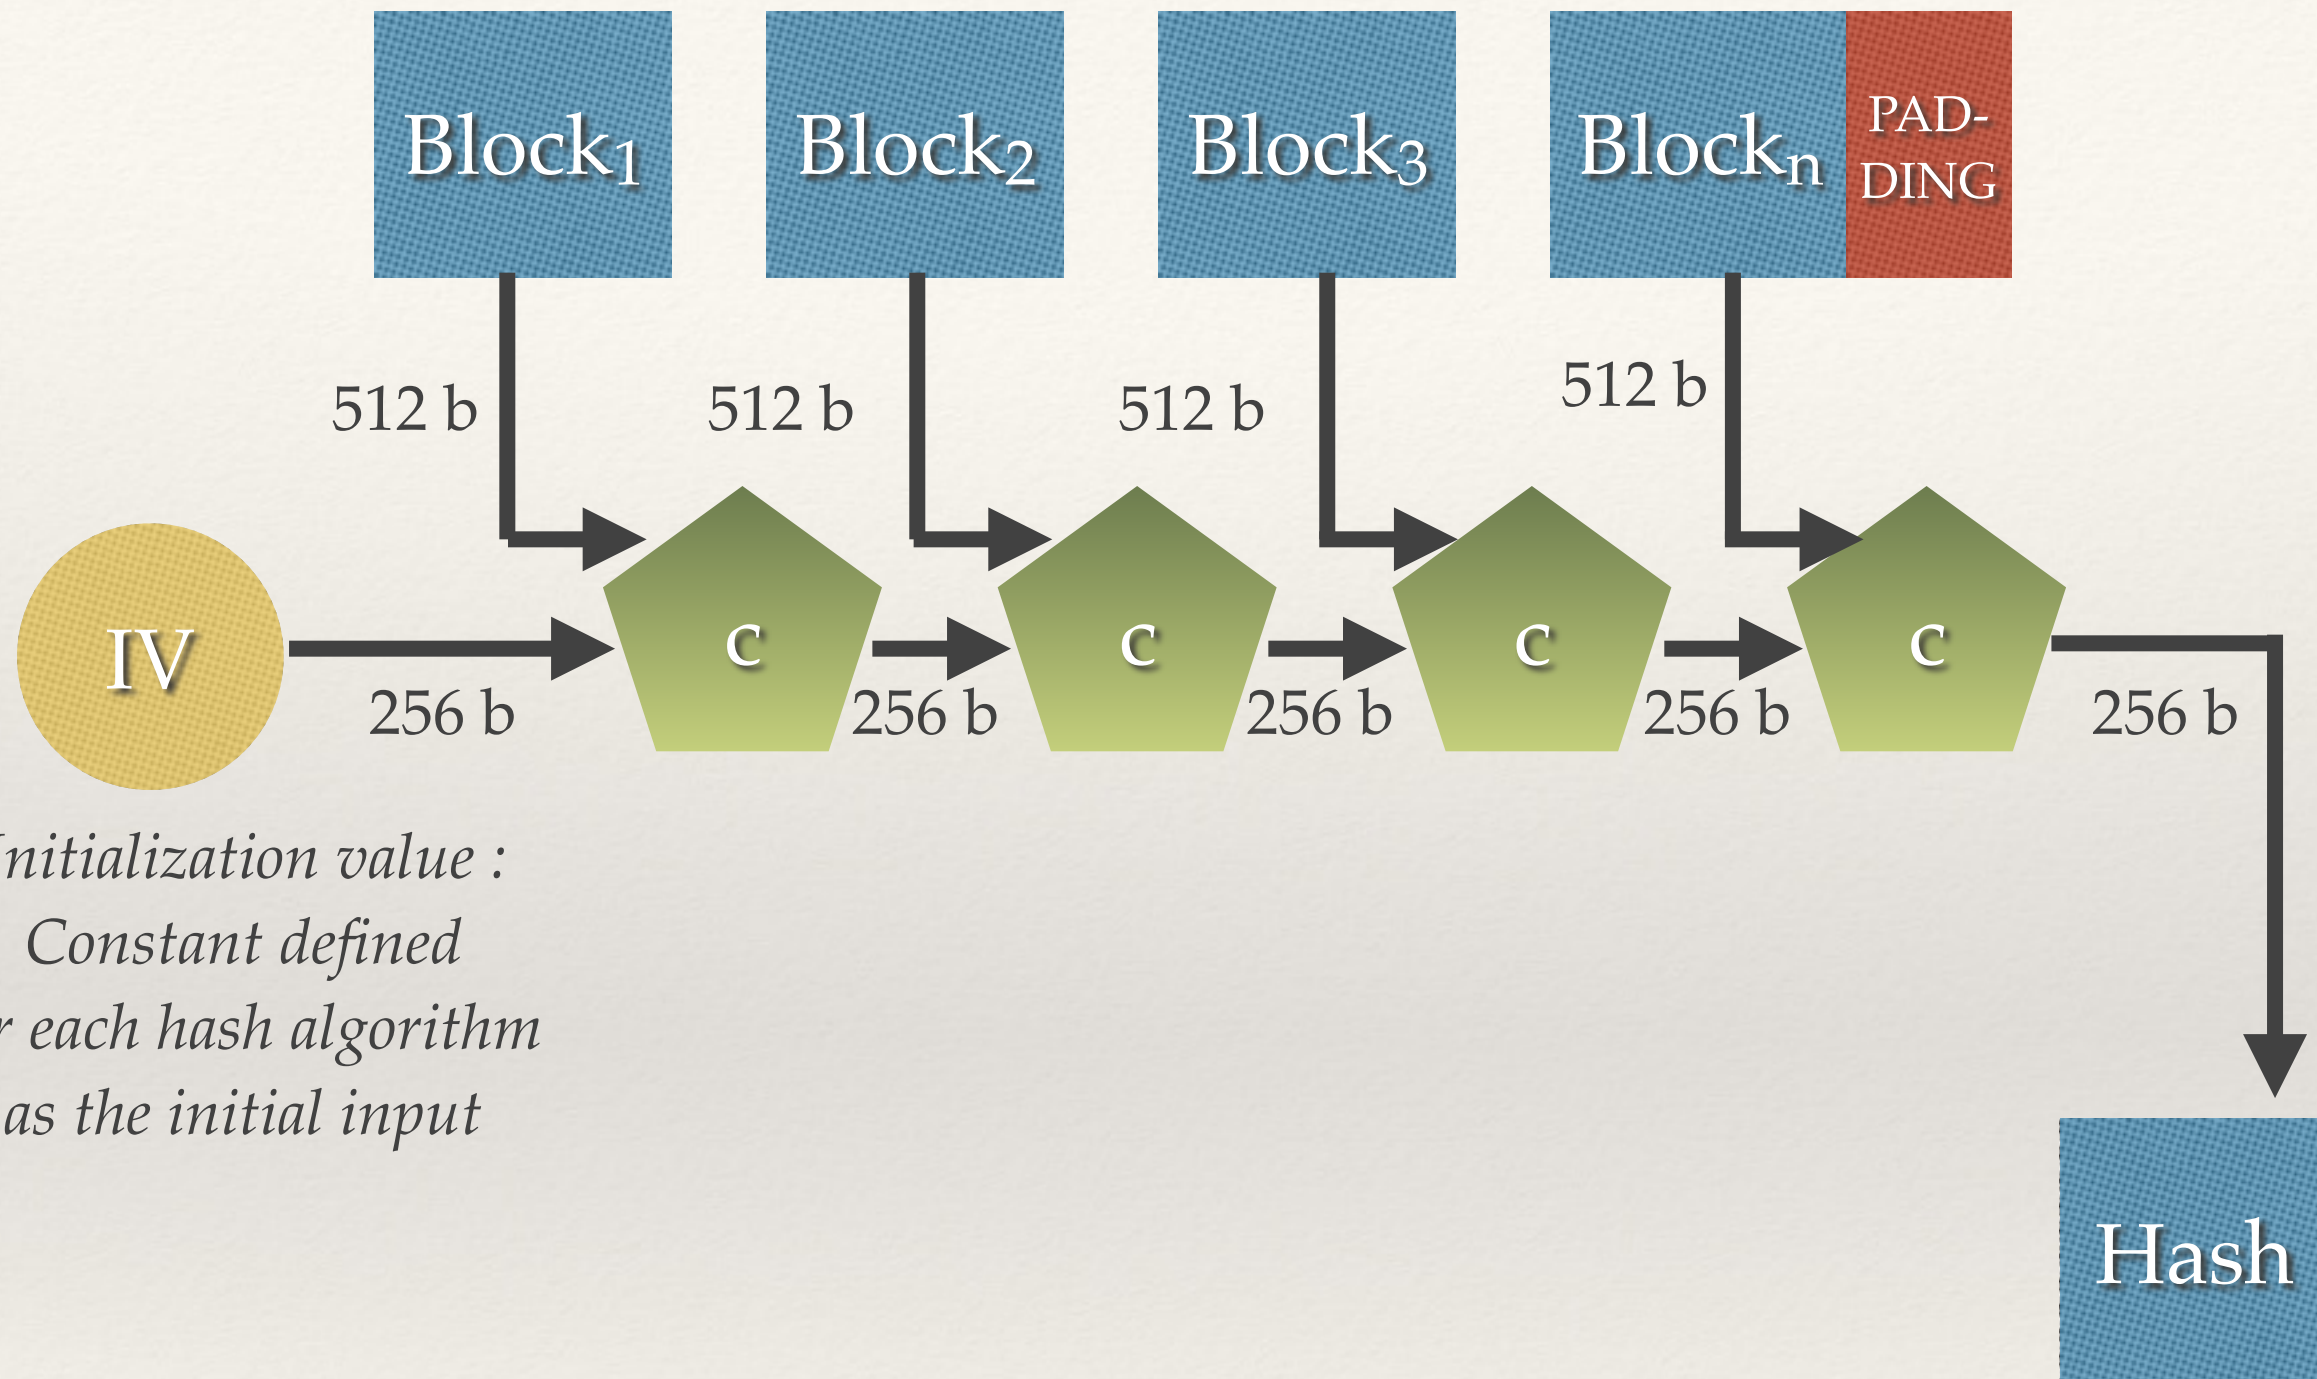 Block₁
Block₂
Block₃
Blockₙ
PAD-
DING
512 b
512 b
512 b
512 b
IV
c
c
c
c
256 b
256 b
256 b
256 b
256 b
nitialization value :
Constant defined
r each hash algorithm
as the initial input
Hash